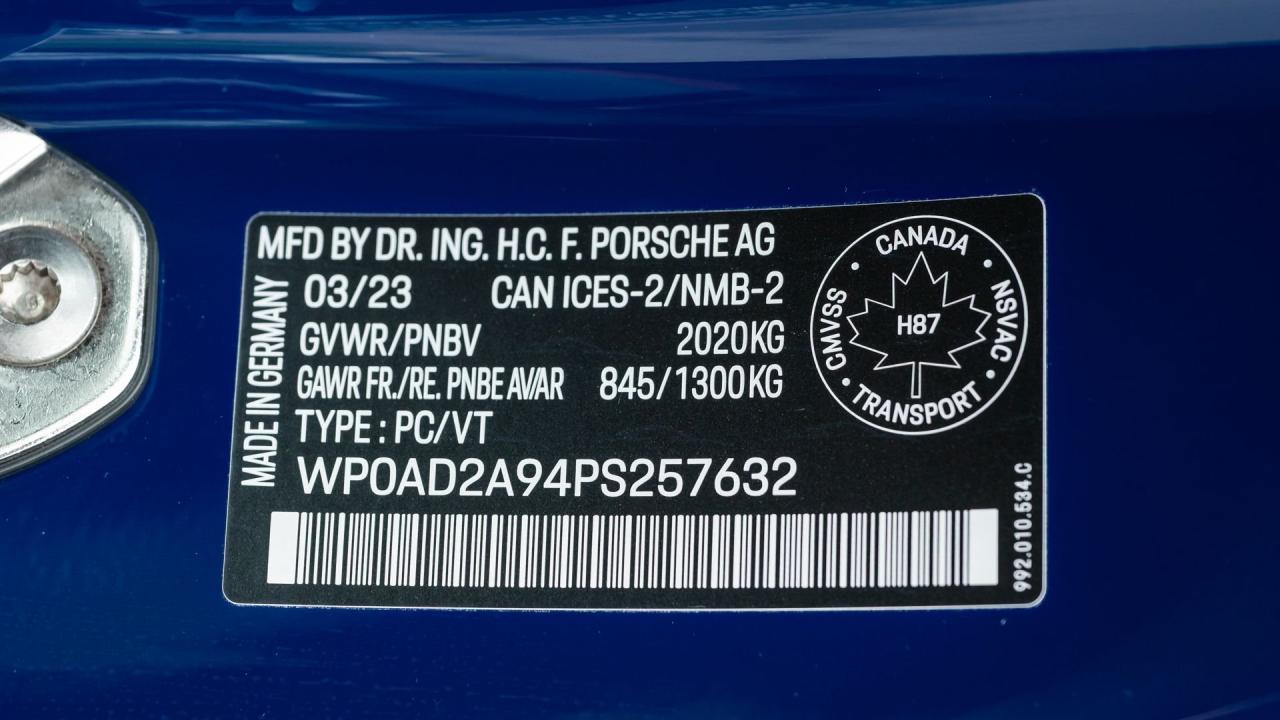 MFD BY DR. ING. H.C. F. PORSCHE AG
03/23 CAN ICES-2/NMB-2
GVWR/PNBV 2020KG
GAWR FR./RE. PNBE AV/AR 845/1300KG
TYPE : PC/VT
WP0AD2A94PS257632
MADE IN GERMANY
CANADA
CMVSS
H87
NSVAC
TRANSPORT
992.010.534.C